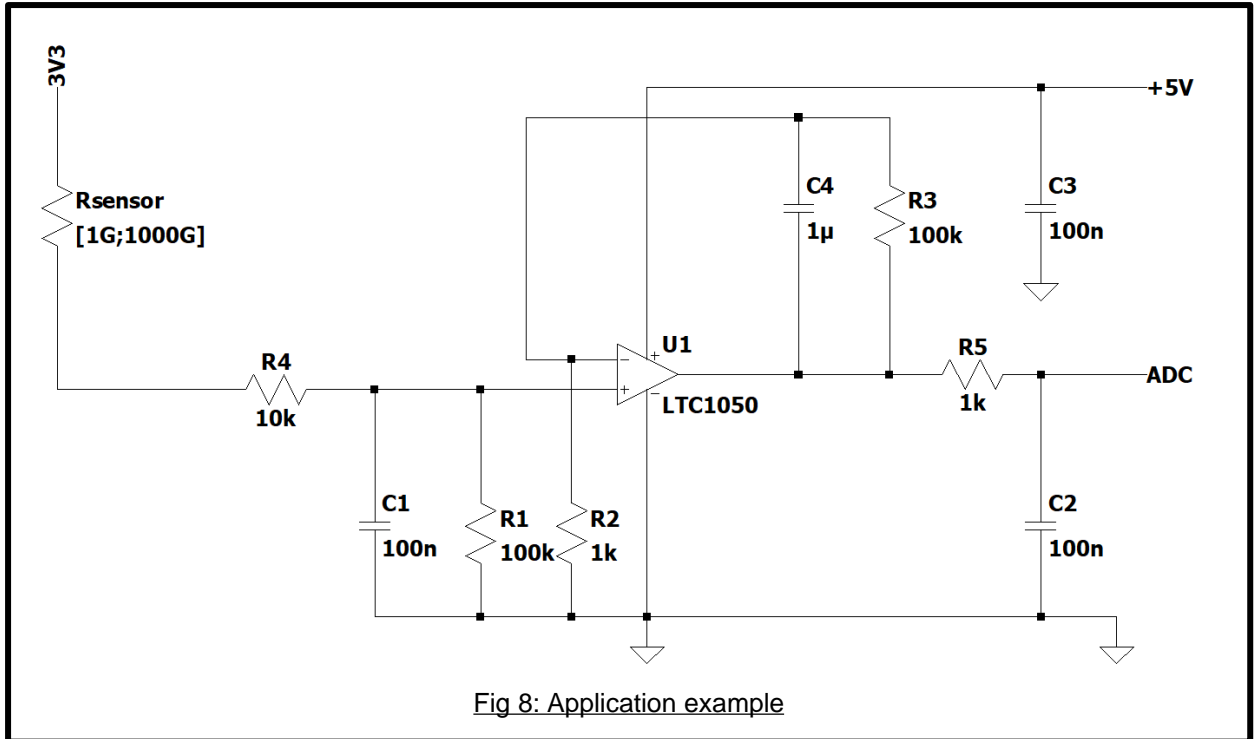 3V3
+5V
Rsensor
[1G;1000G]
C4
1µ
R3
100k
C3
100n
R4
10k
U1
LTC1050
R5
1k
ADC
C1
100n
R1
100k
R2
1k
C2
100n
Fig 8: Application example